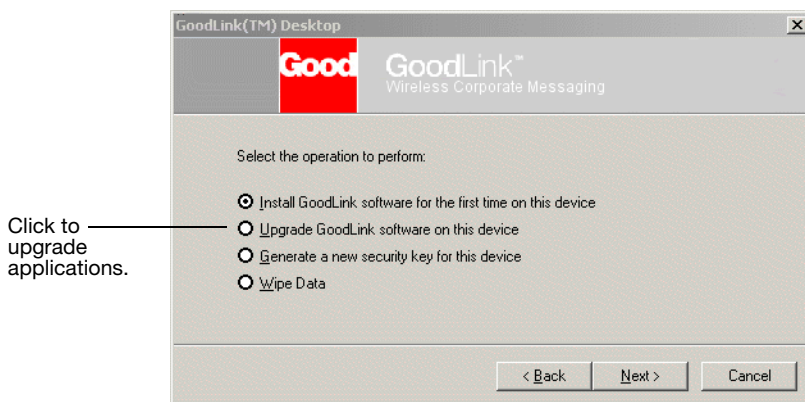 GoodLink(TM) Desktop
Good
GoodLink™
Wireless Corporate Messaging
Select the operation to perform:
Install GoodLink software for the first time on this device
Upgrade GoodLink software on this device
Generate a new security key for this device
Wipe Data
Click to
upgrade
applications.
< Back
Next >
Cancel